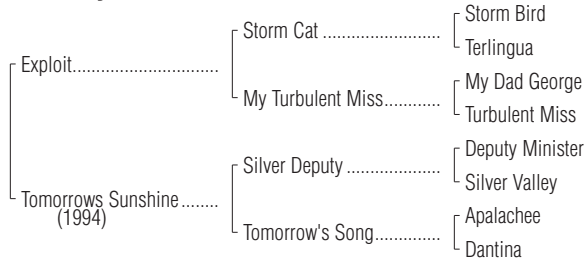 Storm Bird
Storm Cat ........................
Terlingua
Exploit..............................
My Dad George
My Turbulent Miss............
Turbulent Miss
Deputy Minister
Silver Deputy ...................
Silver Valley
Tomorrows Sunshine ........
(1994)
Apalachee
Tomorrow's Song..............
Dantina